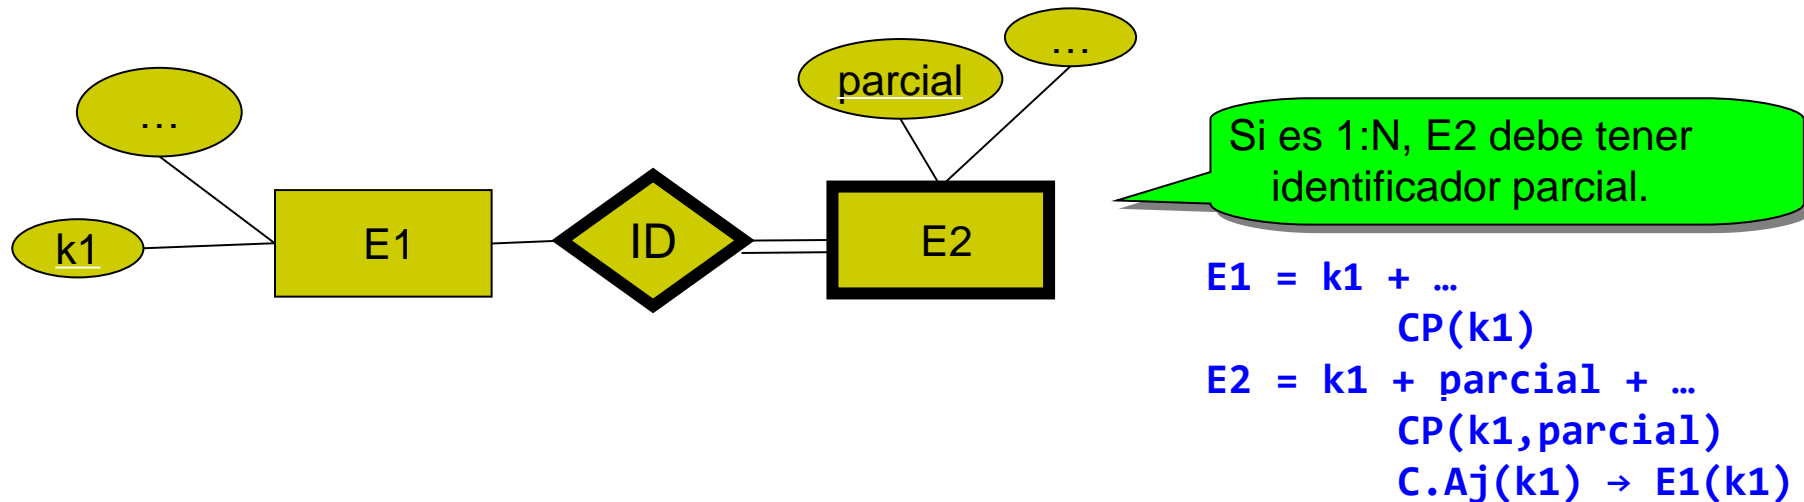 …
parcial
…
k1
E1
ID
E2
Si es 1:N, E2 debe tener
identificador parcial.
E1 = k1 + …
CP(k1)
E2 = k1 + parcial + …
CP(k1,parcial)
C.Aj(k1) → E1(k1)